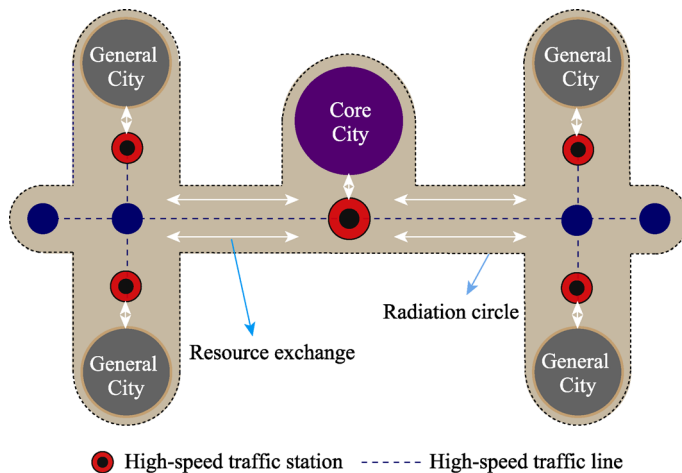 General
City
General
City
Core
City
Radiation circle
Resource exchange
General
City
General
City
High-speed traffic station
High-speed traffic line